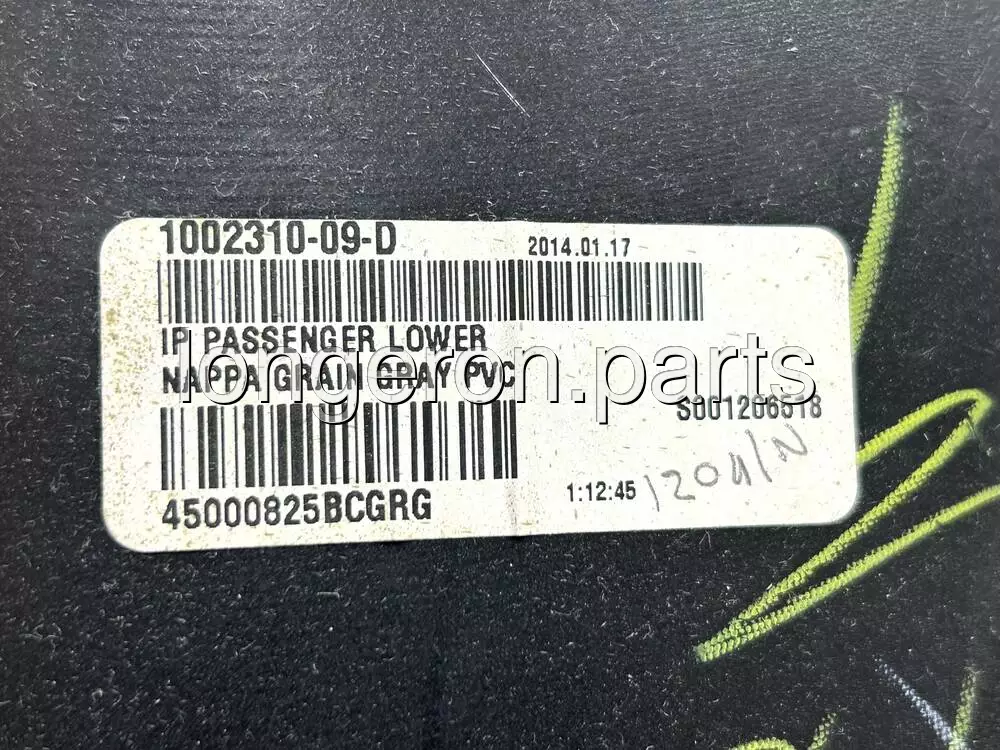 1002310-09-D
2014.01.17
IP PASSENGER LOWER
longeron.parts
NAPPA GRAIN GRAY PVC
S001206518
45000825BCGRG
1:12:45